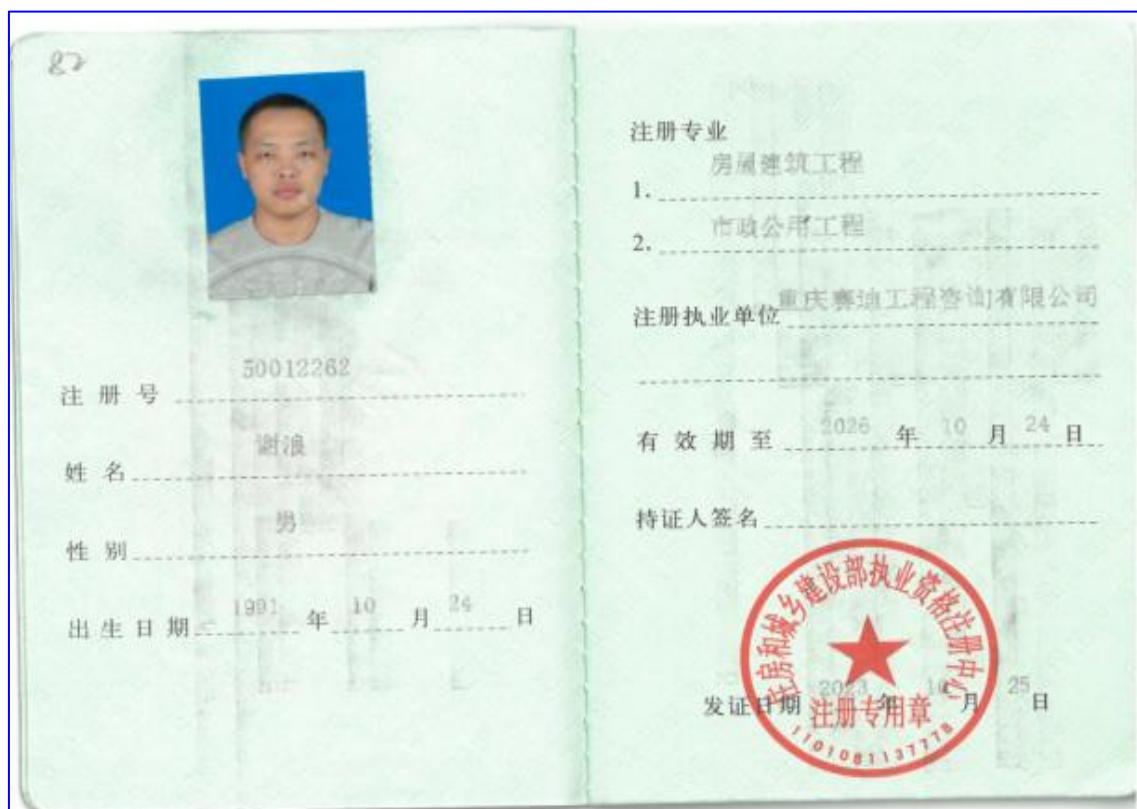 82
50012262
注 册 号
谢浪
姓 名
男
性 别
出 生 日 期 1991 年 10 月 24 日
注册专业
房屋建筑工程
1.
市政公用工程
2.
注册执业单位 重庆赛迪工程咨询有限公司
有 效 期 至 2026 年 10 月 24 日
持证人签名
住房和城乡建设部执业资格注册中心
发证日期 2023 年 10 月 25 日
注册专用章
1101081137778